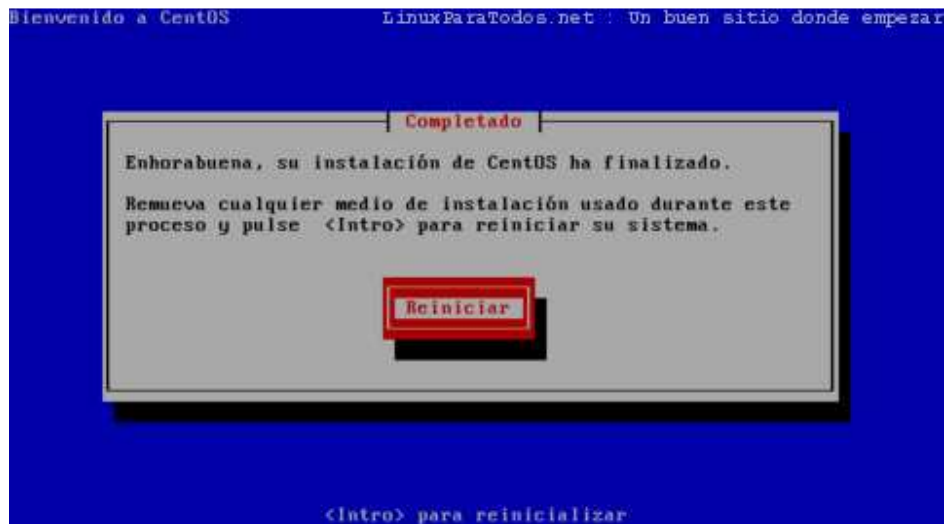 Bienvenido a CentOS LinuxParaTodos.net : Un buen sitio donde empezar
Completado
Enhorabuena, su instalación de CentOS ha finalizado.
Remueva cualquier medio de instalación usado durante este
proceso y pulse <Intro> para reiniciar su sistema.
Reiniciar
<Intro> para reinicializar